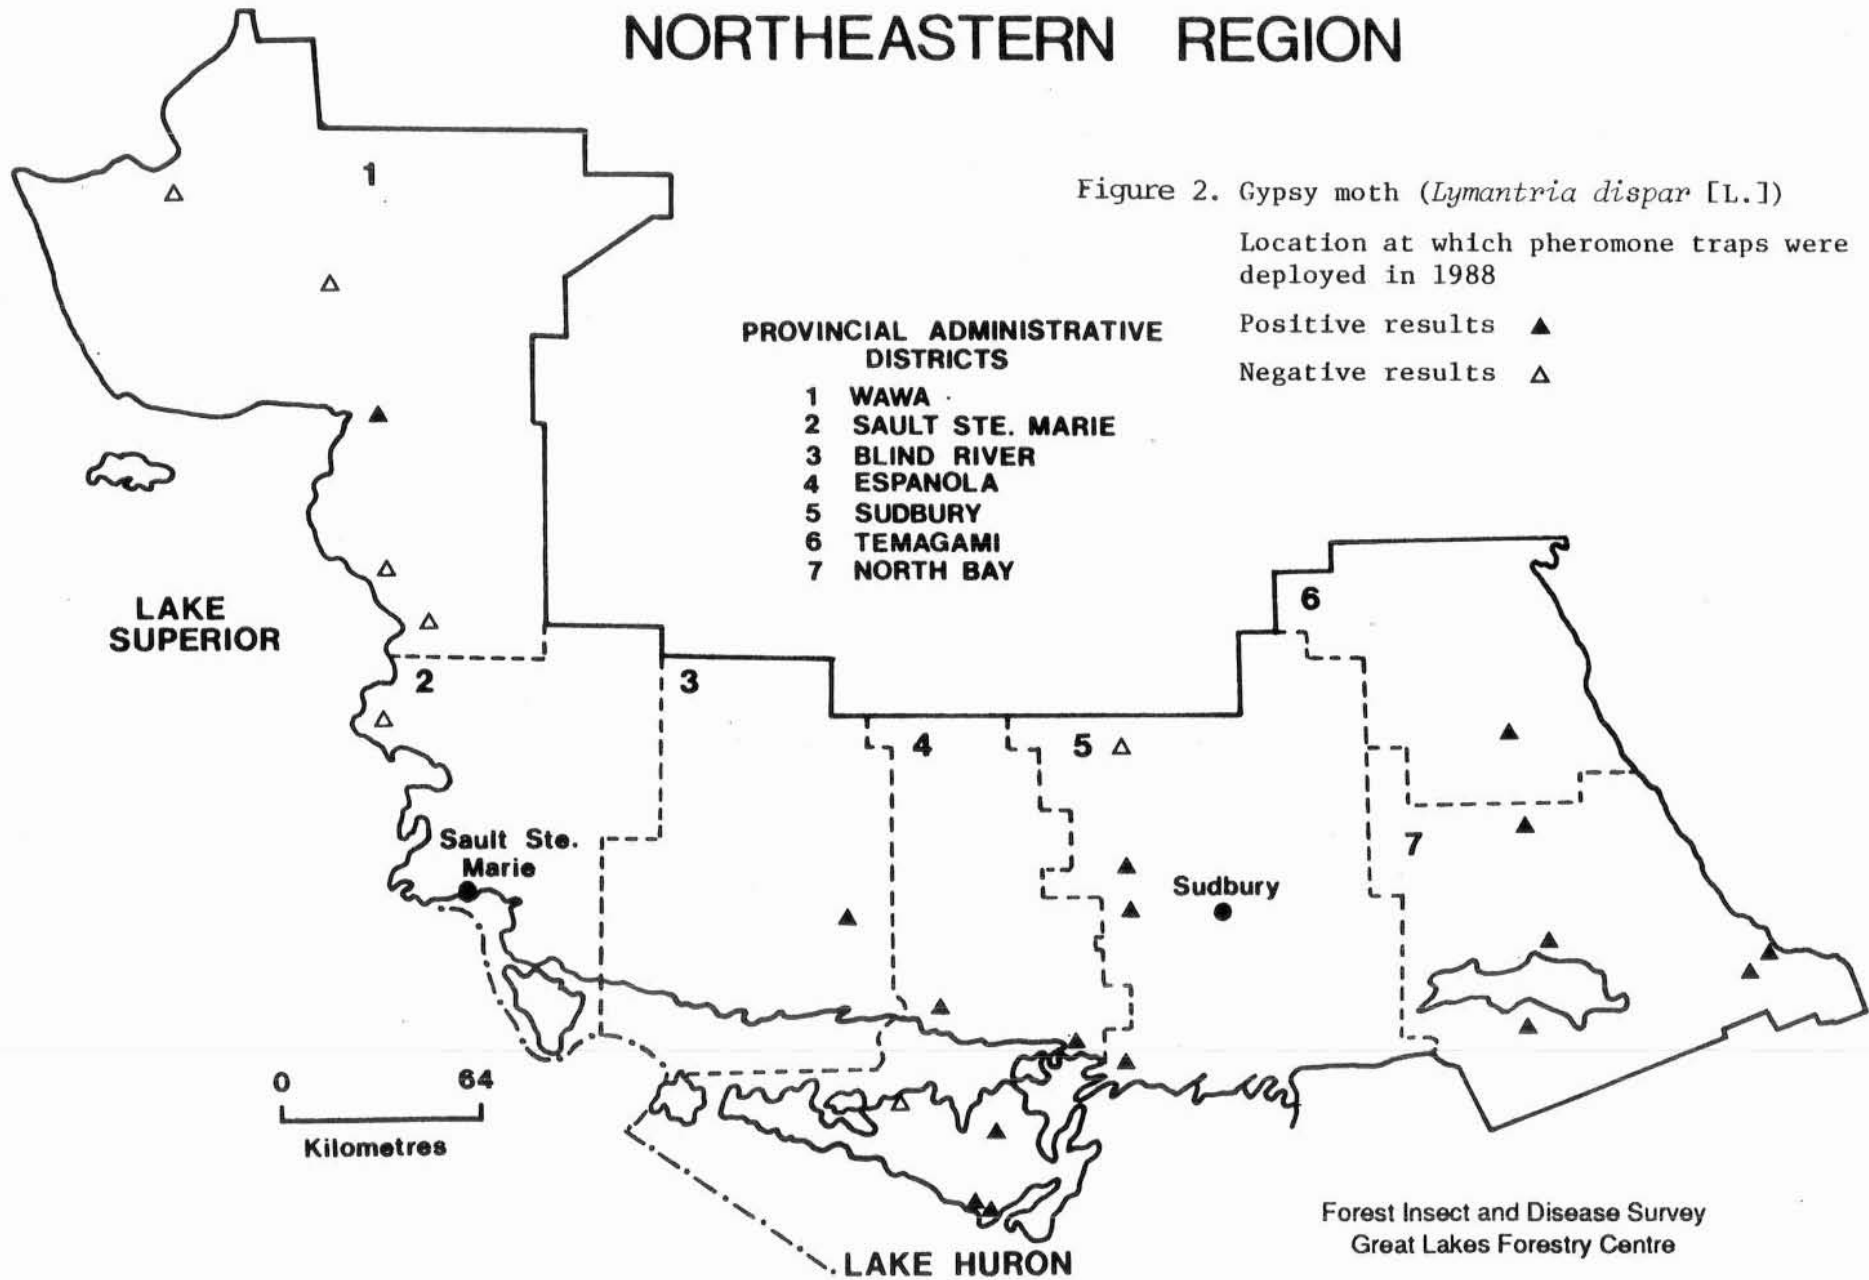 NORTHEASTERN REGION
1
Figure 2. Gypsy moth (Lymantria dispar [L.])
Location at which pheromone traps were
deployed in 1988
Positive results ▲
Negative results △
PROVINCIAL ADMINISTRATIVE
DISTRICTS
1 WAWA
2 SAULT STE. MARIE
3 BLIND RIVER
4 ESPANOLA
5 SUDBURY
6 TEMAGAMI
7 NORTH BAY
6
LAKE
SUPERIOR
2
3
4
5
7
Sault Ste.
Marie
Sudbury
0 64
Kilometres
LAKE HURON
Forest Insect and Disease Survey
Great Lakes Forestry Centre